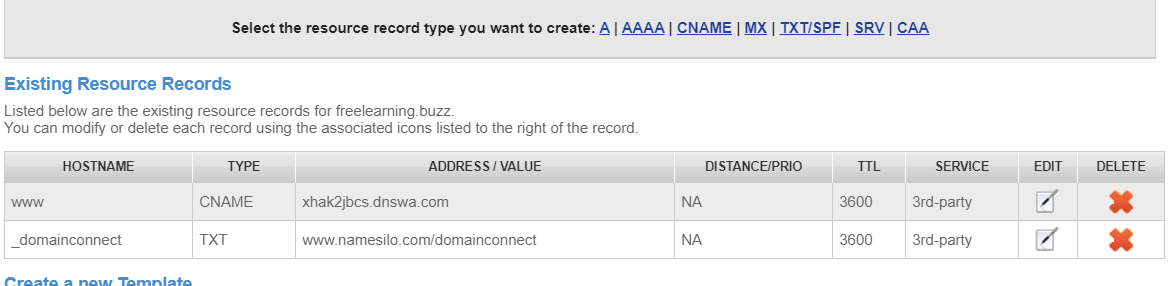 Select the resource record type you want to create: A | AAAA | CNAME | MX | TXT/SPF | SRV | CAA
Existing Resource Records
Listed below are the existing resource records for freelearning.buzz.
You can modify or delete each record using the associated icons listed to the right of the record.
HOSTNAME TYPE ADDRESS / VALUE DISTANCE/PRIO TTL SERVICE EDIT DELETE
www CNAME xhak2jbcs.dnswa.com NA 3600 3rd-party
_domainconnect TXT www.namesilo.com/domainconnect NA 3600 3rd-party
Create a new Template